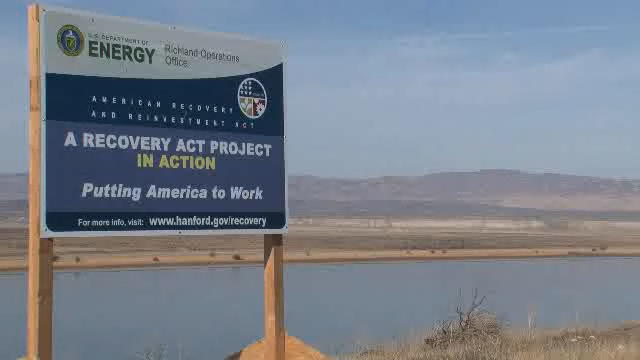 U.S. DEPARTMENT OF
ENERGY
Richland Operations
Office
AMERICAN RECOVERY
AND REINVESTMENT ACT
A RECOVERY ACT PROJECT
IN ACTION
Putting America to Work
For more info, visit: www.hanford.gov/recovery